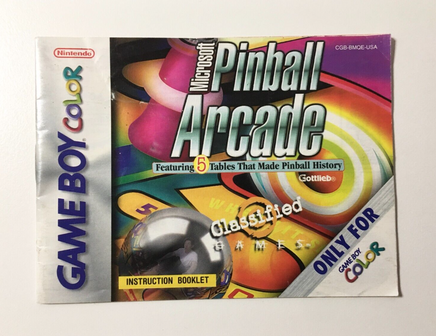 Nintendo
GAME BOY COLOR
CGB-BMQE-USA
Microsoft
Pinball
Arcade
Featuring 5 Tables That Made Pinball History
Gottlieb®
Classified
GAMES
ONLY FOR
GAME BOY
COLOR
INSTRUCTION BOOKLET